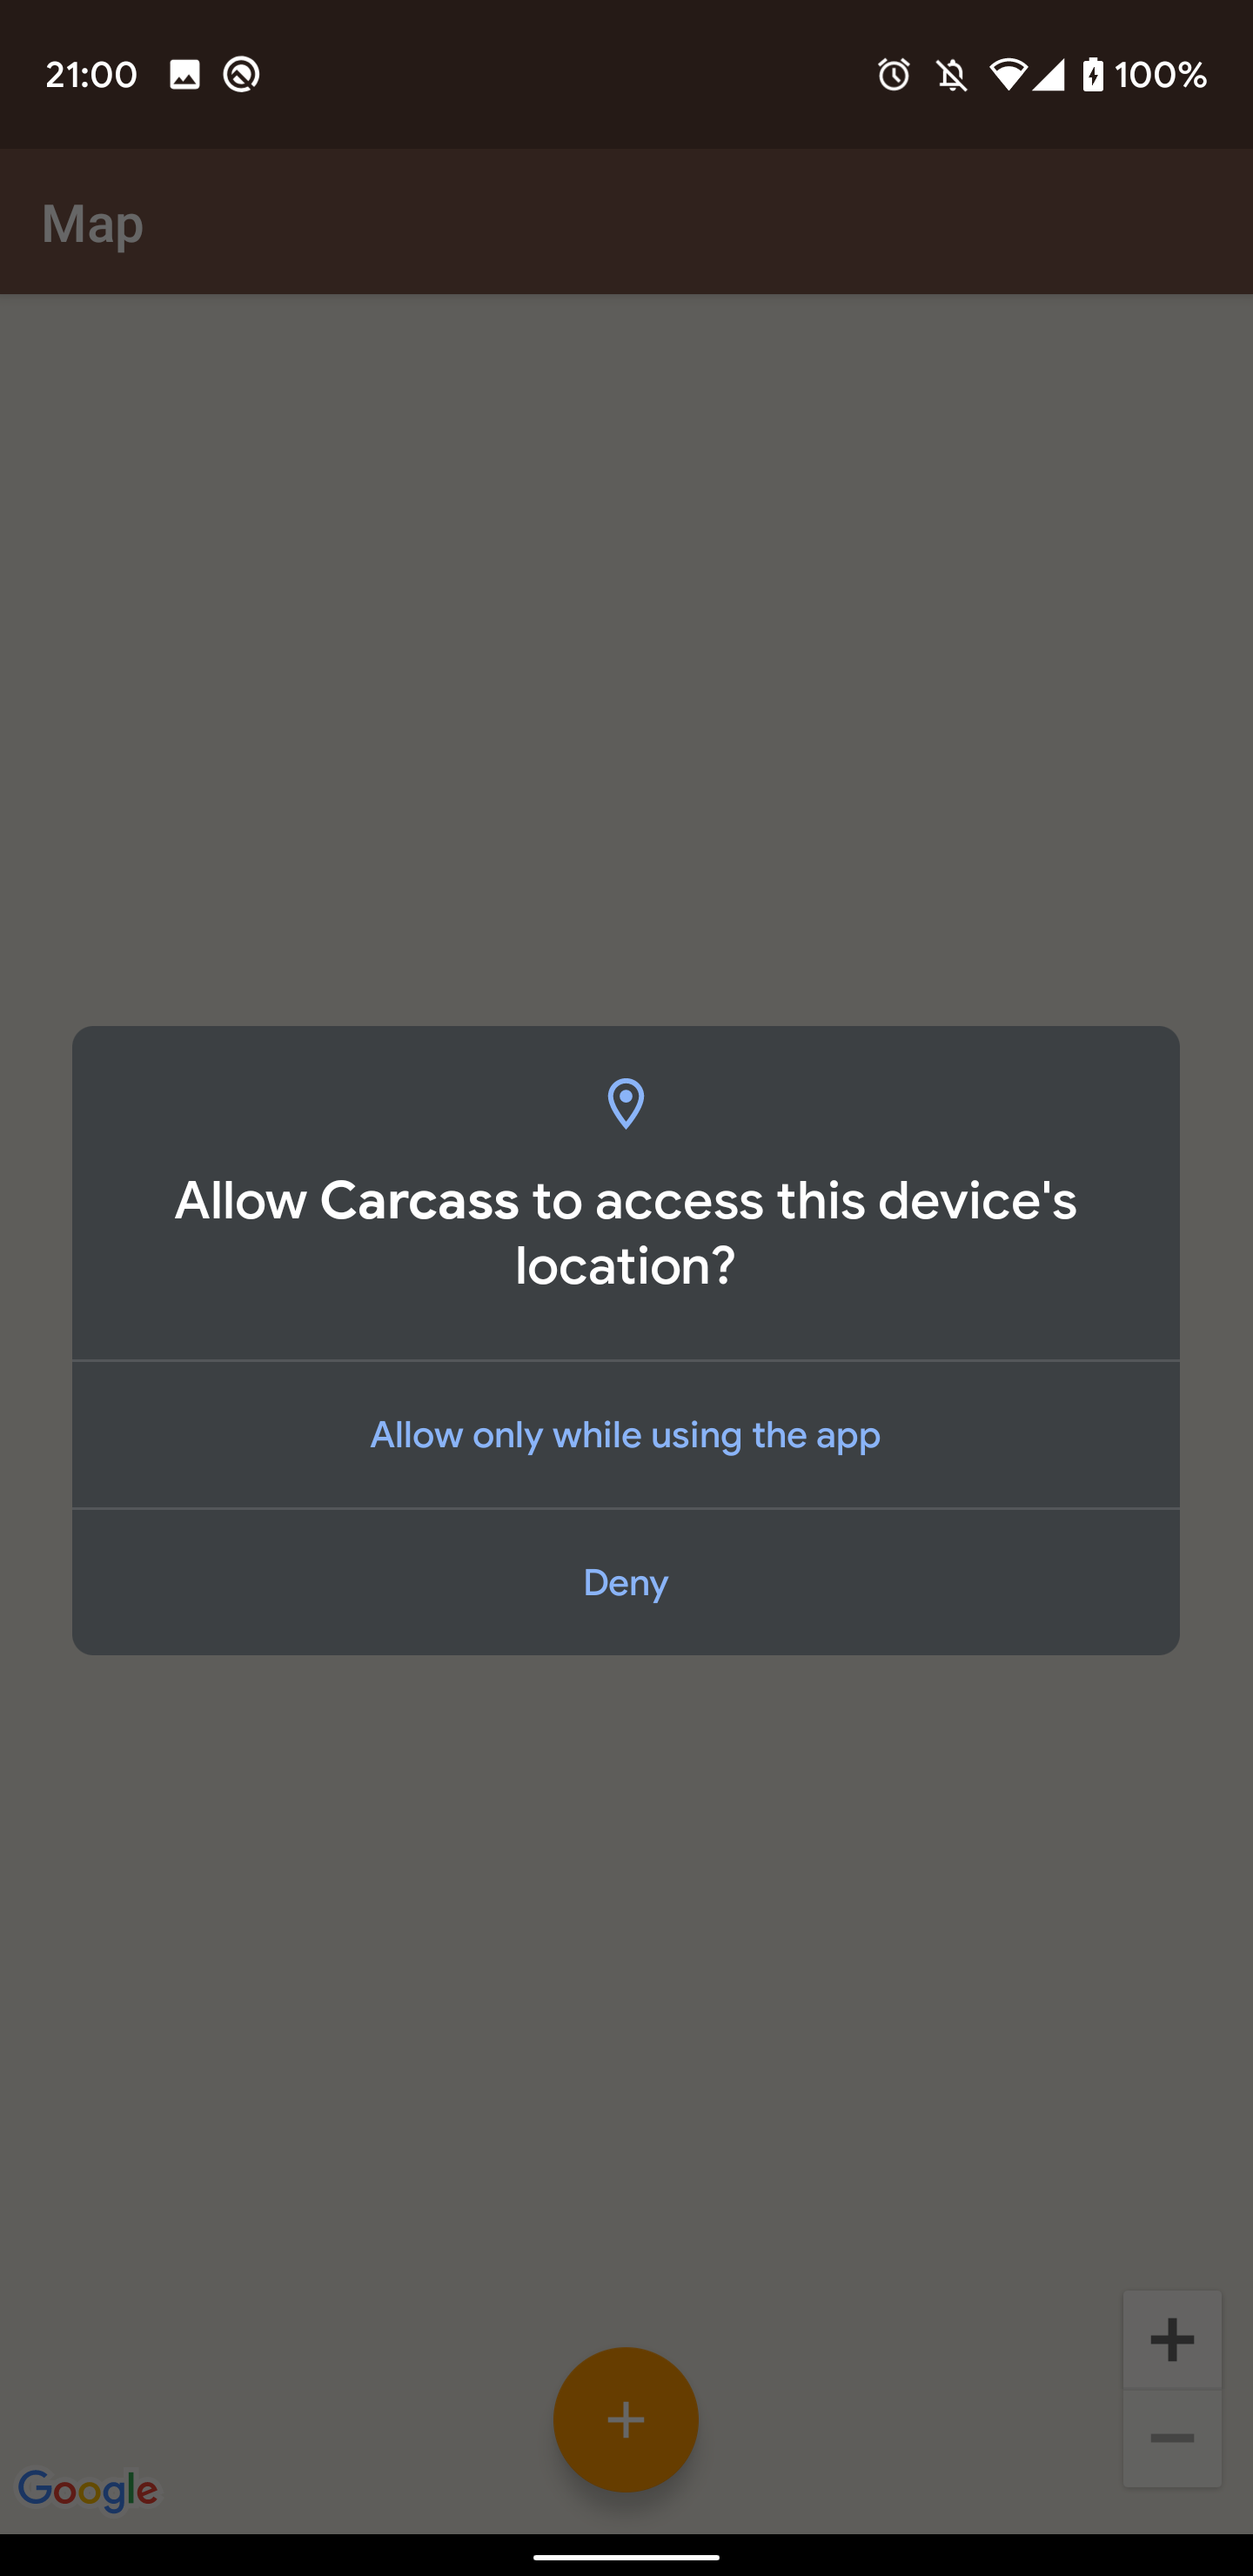 21:00
100%
Map
Allow Carcass to access this device's
location?
Allow only while using the app
Deny
Google